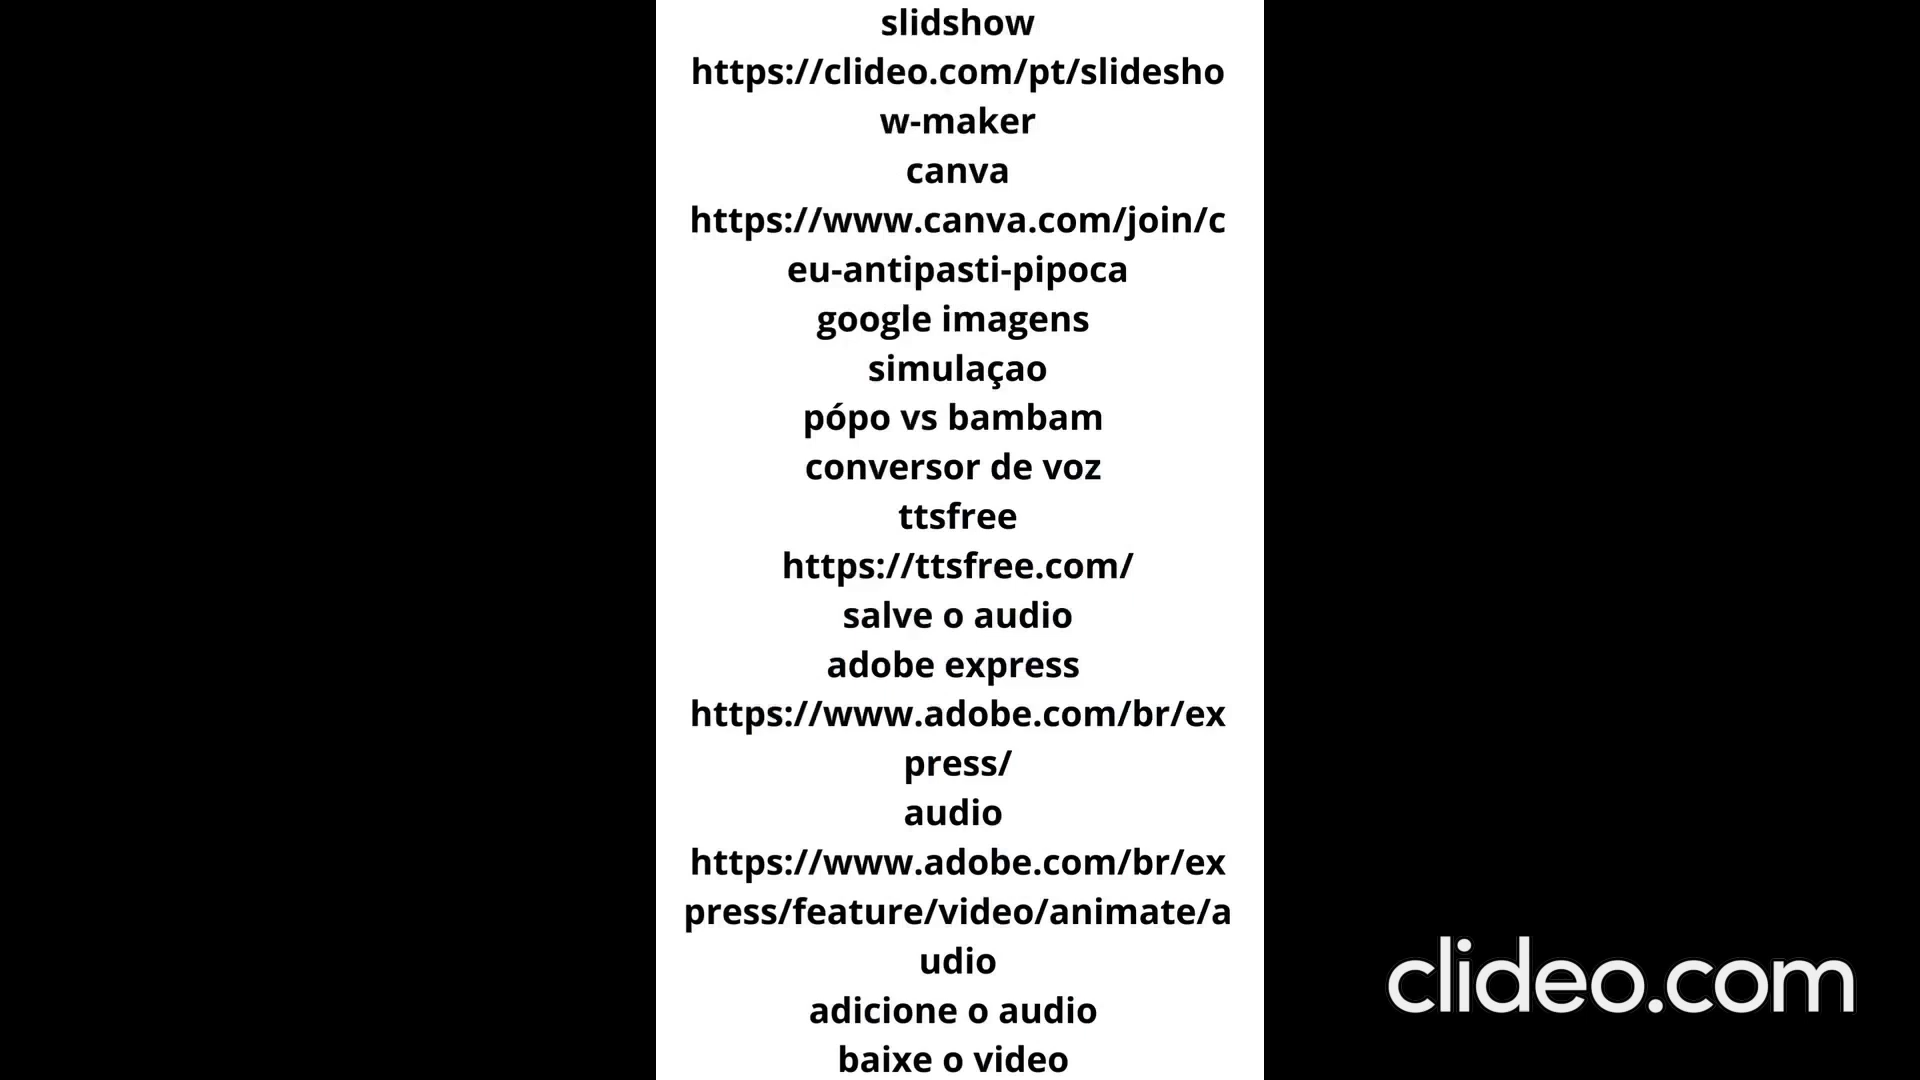 slidshow
https://clideo.com/pt/slidesho
w-maker
canva
https://www.canva.com/join/c
eu-antipasti-pipoca
google imagens
simulaçao
pópo vs bambam
conversor de voz
ttsfree
https://ttsfree.com/
salve o audio
adobe express
https://www.adobe.com/br/ex
press/
audio
https://www.adobe.com/br/ex
press/feature/video/animate/a
udio
adicione o audio
baixe o video
clideo.com